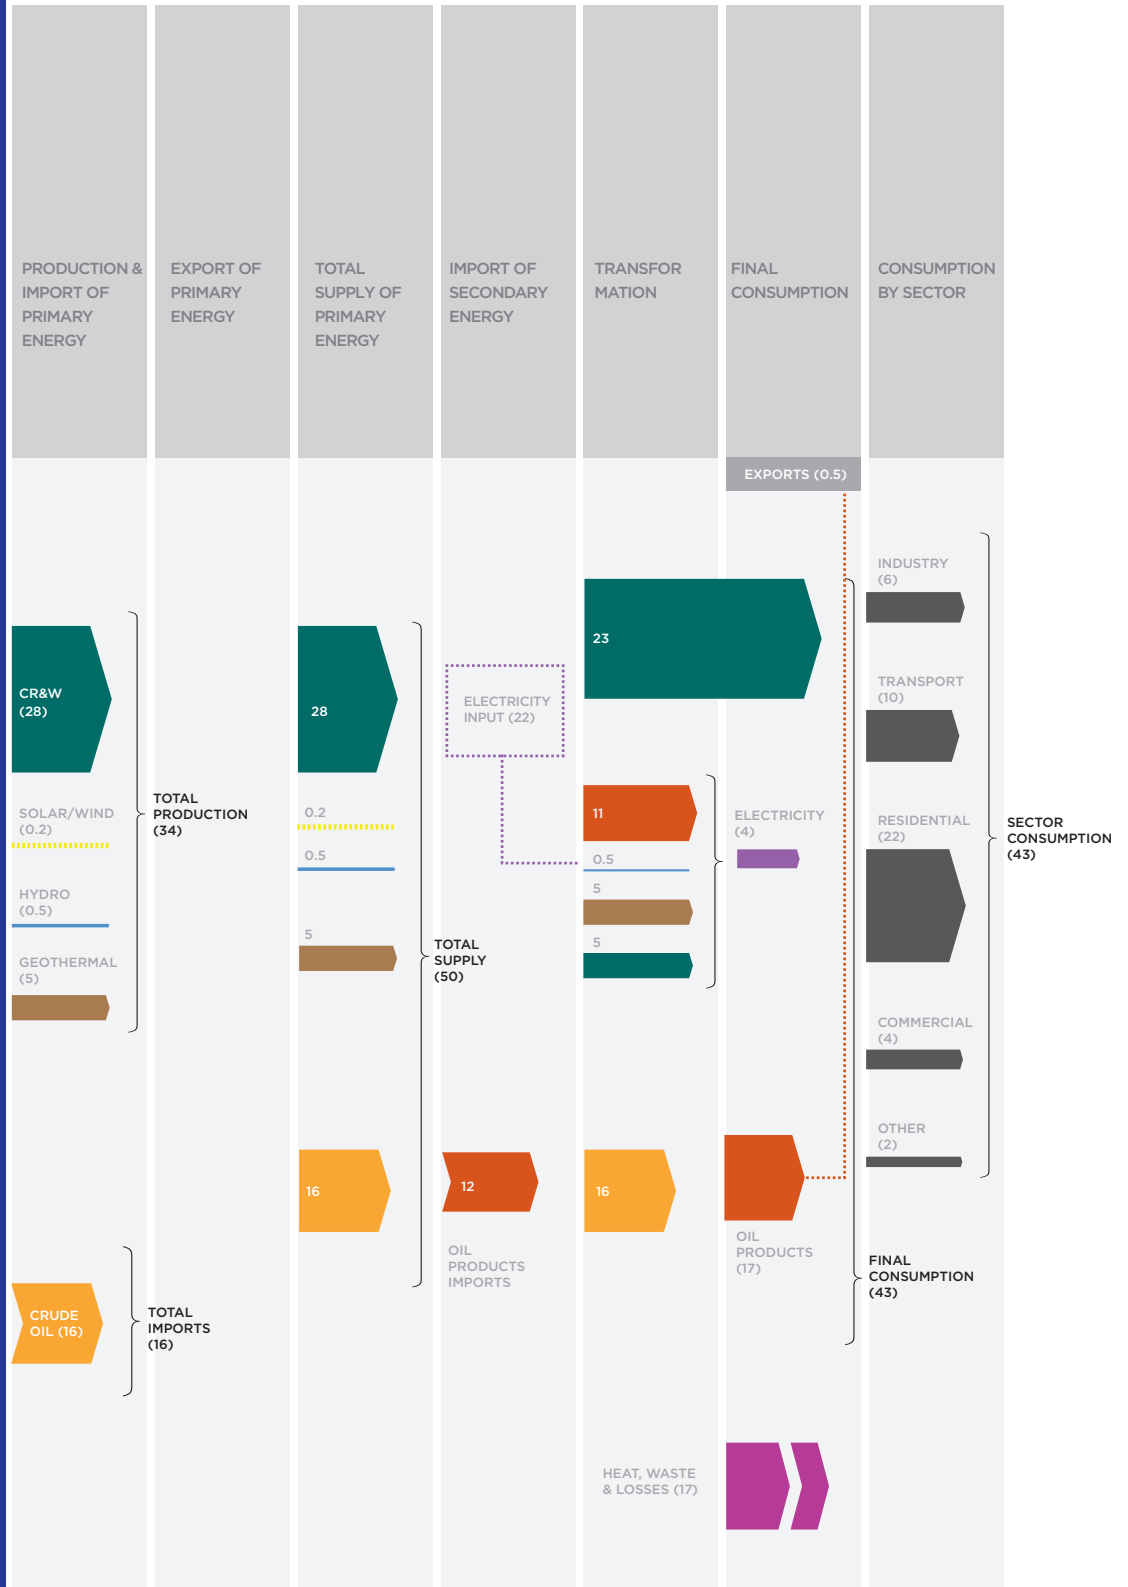 PRODUCTION &
IMPORT OF
PRIMARY
ENERGY
EXPORT OF
PRIMARY
ENERGY
TOTAL
SUPPLY OF
PRIMARY
ENERGY
IMPORT OF
SECONDARY
ENERGY
TRANSFOR
MATION
FINAL
CONSUMPTION
CONSUMPTION
BY SECTOR
EXPORTS (0.5)
CR&W
(28)
SOLAR/WIND
(0.2)
HYDRO
(0.5)
GEOTHERMAL
(5)
TOTAL
PRODUCTION
(34)
CRUDE
OIL (16)
TOTAL
IMPORTS
(16)
28
0.2
0.5
5
16
TOTAL
SUPPLY
(50)
ELECTRICITY
INPUT (22)
12
OIL
PRODUCTS
IMPORTS
23
11
0.5
5
5
16
HEAT, WASTE
& LOSSES (17)
ELECTRICITY
(4)
OIL
PRODUCTS
(17)
FINAL
CONSUMPTION
(43)
INDUSTRY
(6)
TRANSPORT
(10)
RESIDENTIAL
(22)
COMMERCIAL
(4)
OTHER
(2)
SECTOR
CONSUMPTION
(43)